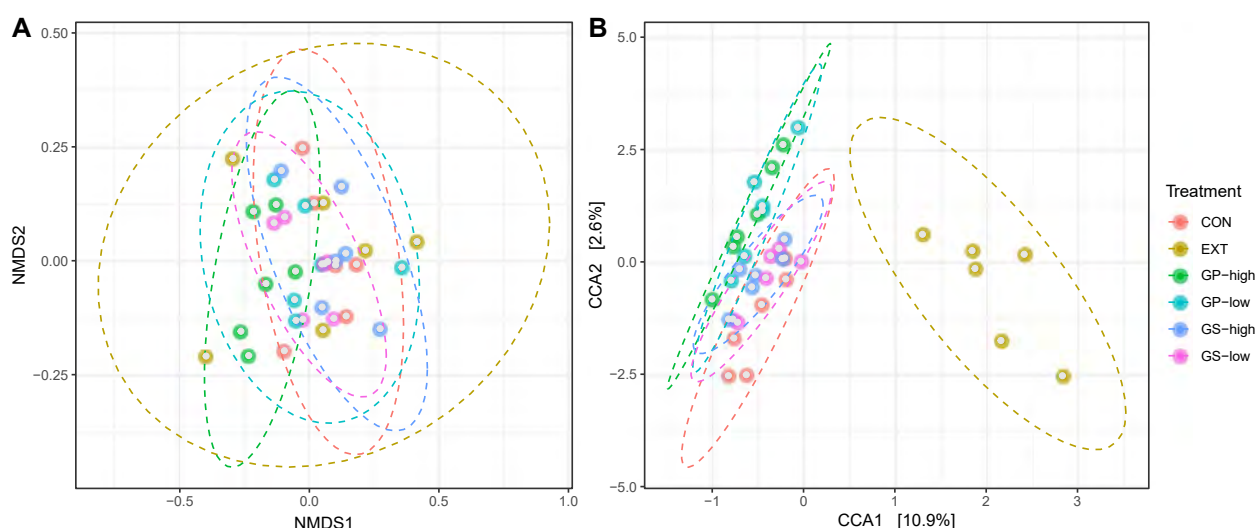 A
0.50
0.25
0.00
−0.25
NMDS2
−0.5
0.0
0.5
1.0
NMDS1
B
5.0
2.5
0.0
−2.5
−5.0
CCA2 [2.6%]
−1
0
1
2
3
CCA1 [10.9%]
Treatment
CON
EXT
GP−high
GP−low
GS−high
GS−low